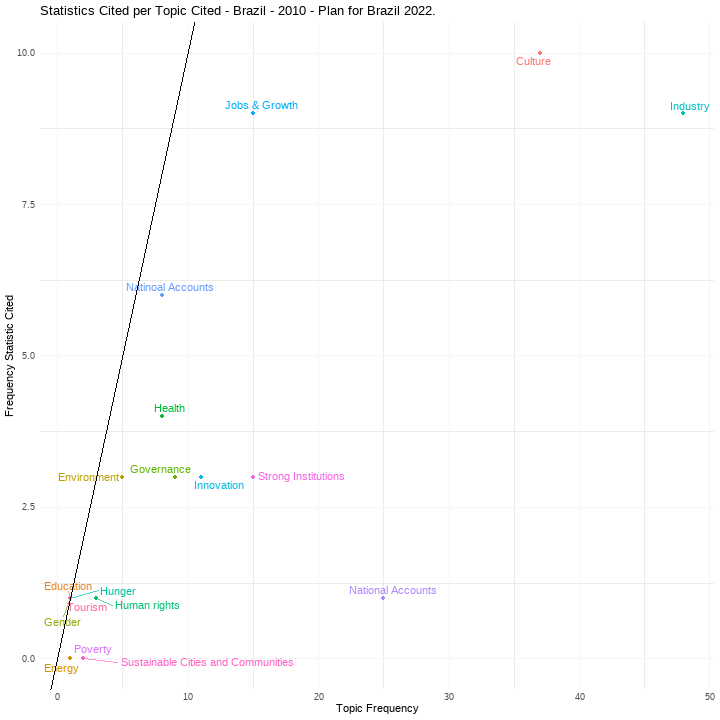 Statistics Cited per Topic Cited - Brazil - 2010 - Plan for Brazil 2022.
10.0
Culture
Jobs & Growth
Industry
7.5
Natinoal Accounts
5.0
Frequency Statistic Cited
Health
Governance
Environment
Strong Institutions
Innovation
2.5
Education
Hunger
National Accounts
Tourism
Human rights
Gender
Poverty
0.0
Sustainable Cities and Communities
Energy
0 10 20 30 40 50
Topic Frequency